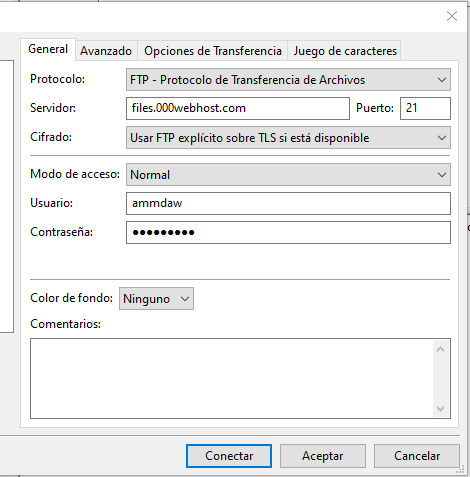 General Avanzado Opciones de Transferencia Juego de caracteres
Protocolo: FTP - Protocolo de Transferencia de Archivos
Servidor: files.000webhost.com Puerto: 21
Cifrado: Usar FTP explícito sobre TLS si está disponible
Modo de acceso: Normal
Usuario: ammdaw
Contraseña: ●●●●●●●●●
Color de fondo: Ninguno
Comentarios:
Conectar Aceptar Cancelar